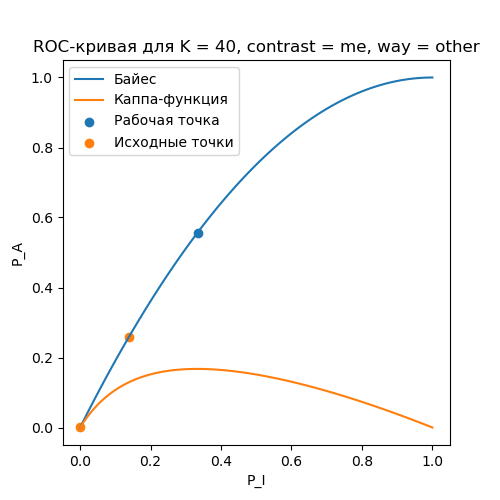 ROC-кривая для K = 40, contrast = me, way = other
Байес
Каппа-функция
Рабочая точка
Исходные точки
P_A
1.0
0.8
0.6
0.4
0.2
0.0
0.0 0.2 0.4 0.6 0.8 1.0
P_I